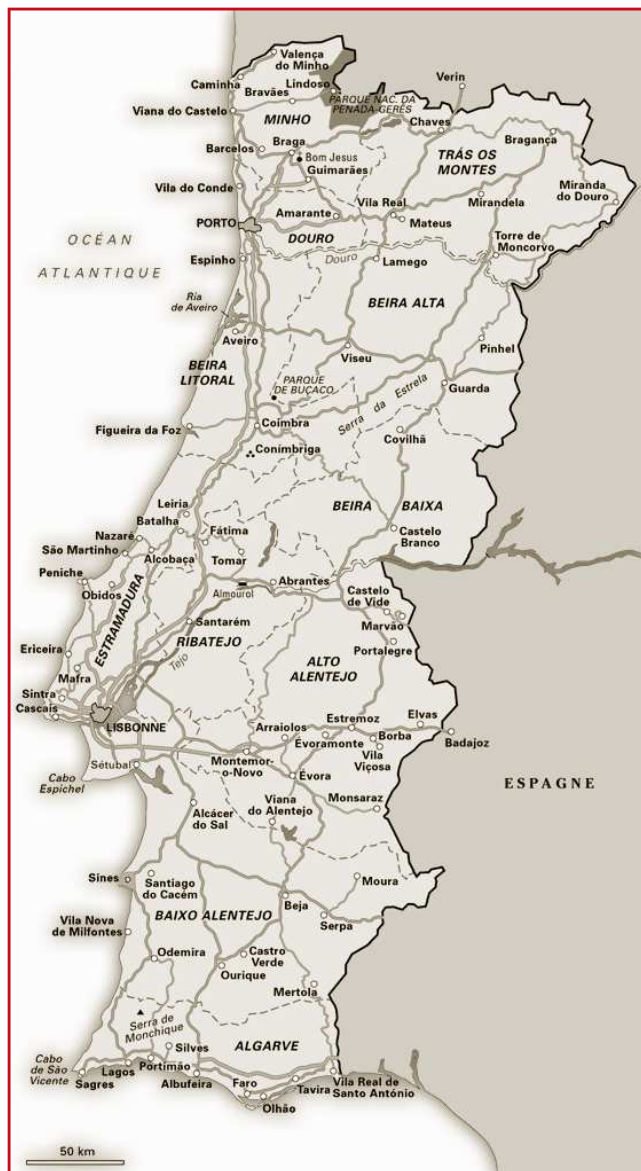 Valença
do Minho
Caminha
Lindoso
Verin
Bravães
PARQUE NAC. DA
PENADA-GERÊS
Viana do Castelo
MINHO
Chaves
Bragança
Barcelos
Braga
Bom Jesus
TRÁS OS
MONTES
Guimarães
Vila do Conde
Miranda
do Douro
Amarante
Vila Real
Mirandela
PORTO
Mateus
OCÉAN
ATLANTIQUE
DOURO
Torre de
Moncorvo
Espinho
Douro
Lamego
Ria
de Aveiro
BEIRA ALTA
Aveiro
Viseu
Pinhel
BEIRA
LITORAL
PARQUE
DE BUÇACO
Guarda
Serra da Estrela
Figueira da Foz
Coïmbra
Covilhã
Conímbriga
Leiria
BEIRA BAIXA
Batalha
Fátima
Castelo
Branco
Nazaré
São Martinho
Alcobaça
Tomar
Peniche
Obidos
Abrantes
Almourol
Castelo
de Vide
ESTRAMADURA
Santarém
Marvão
RIBATEJO
Ericeira
Tejo
Portalegre
ALTO
ALENTEJO
Mafra
Sintra
Cascais
LISBONNE
Arraiolos
Estremoz
Elvas
Évoramonte
Borba
Badajoz
Sétubal
Montemor-
o-Novo
Vila
Viçosa
Évora
Cabo
Espichel
ESPAGNE
Viana
do Alentejo
Monsaraz
Alcácer
do Sal
Sines
Santiago
do Cacém
Moura
BAIXO ALENTEJO
Beja
Serpa
Vila Nova
de Milfontes
Odemira
Castro
Verde
Ourique
Mertola
Serra de
Monchique
Silves
ALGARVE
Cabo
de São
Vicente
Sagres
Lagos
Portimão
Albufeira
Faro
Olhão
Tavira
Vila Real de
Santo António
50 km